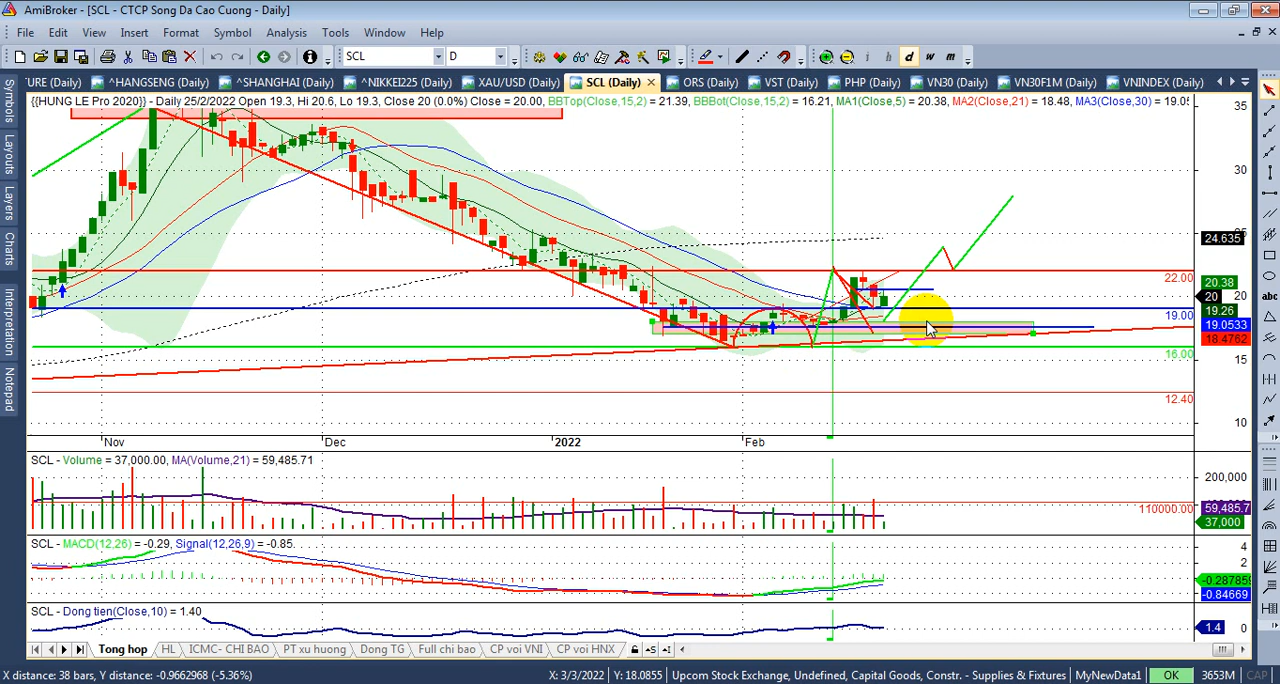 AmiBroker - [SCL - CTCP Song Da Cao Cuong - Daily]
File Edit View Insert Format Symbol Analysis Tools Window Help
SCL D i h d w m
'URE (Daily) ^HANGSENG (Daily) ^SHANGHAI (Daily) ^NIKKEI225 (Daily) XAU/USD (Daily) SCL (Daily) ORS (Daily) VST (Daily) PHP (Daily) VN30 (Daily) VN30F1M (Daily) VNINDEX (Daily)
{{HUNG LE Pro 2020}} - Daily 25/2/2022 Open 19.3, Hi 20.6, Lo 19.3, Close 20 (0.0%) Close = 20.00, BBTop(Close,15,2) = 21.39, BBBot(Close,15,2) = 16.21, MA1(Close,5) = 20.38, MA2(Close,21) = 18.48, MA3(Close,30) = 19.05
Symbols
Layouts
Layers
Charts
Interpretation
Notepad
abc
35
30
25
24.635
22.00
20.38
20 20
19.26
19.00
19.0533
18.4762
16.00
15
12.40
10
Nov Dec 2022 Feb
SCL - Volume = 37,000.00, MA(Volume,21) = 59,485.71
200,000
110000.00
59,485.7
37,000
SCL - MACD(12,26) = -0.29, Signal(12,26,9) = -0.85
4
2
-0.287859
-0.84669
SCL - Dong tien(Close,10) = 1.40
1.4 0
Tong hop HL ICMC- CHI BAO PT xu huong Dong TG Full chi bao CP voi VNI CP voi HNX
X distance: 38 bars, Y distance: -0.9662968 (-5.36%) X: 3/3/2022 Y: 18.0855 Upcom Stock Exchange, Undefined, Capital Goods, Constr. - Supplies & Fixtures MyNewData1 OK 3653M CAP